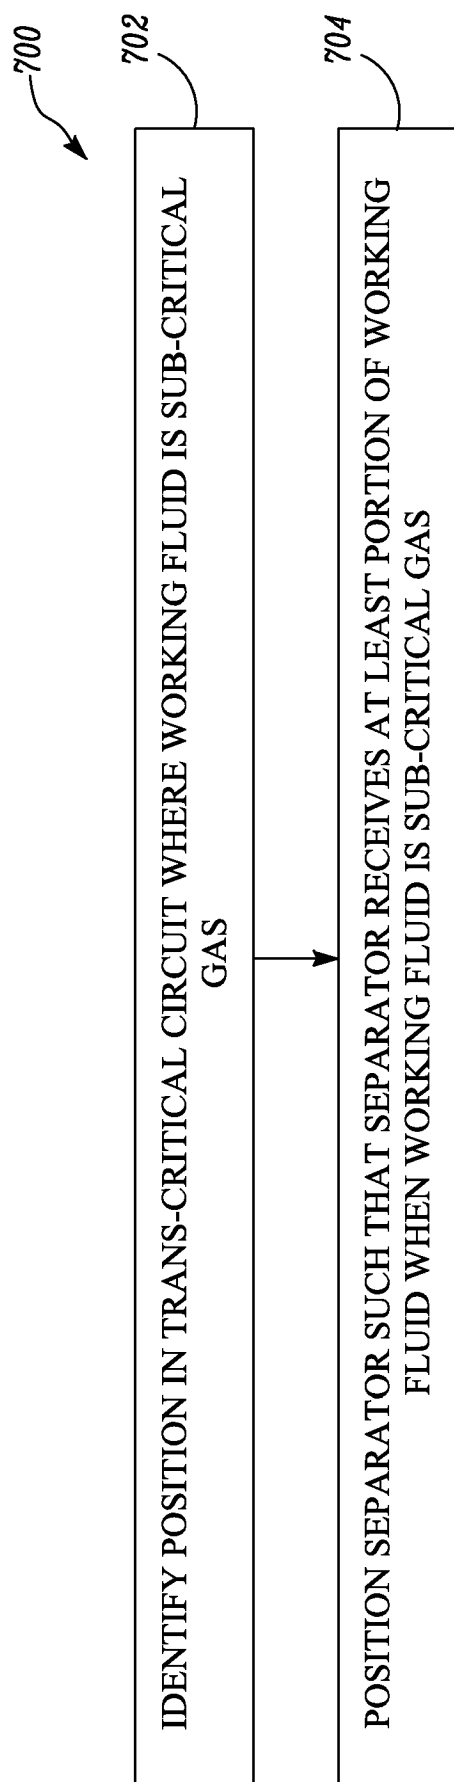 700
702
IDENTIFY POSITION IN TRANS-CRITICAL CIRCUIT WHERE WORKING FLUID IS SUB-CRITICAL
GAS
704
POSITION SEPARATOR SUCH THAT SEPARATOR RECEIVES AT LEAST PORTION OF WORKING
FLUID WHEN WORKING FLUID IS SUB-CRITICAL GAS